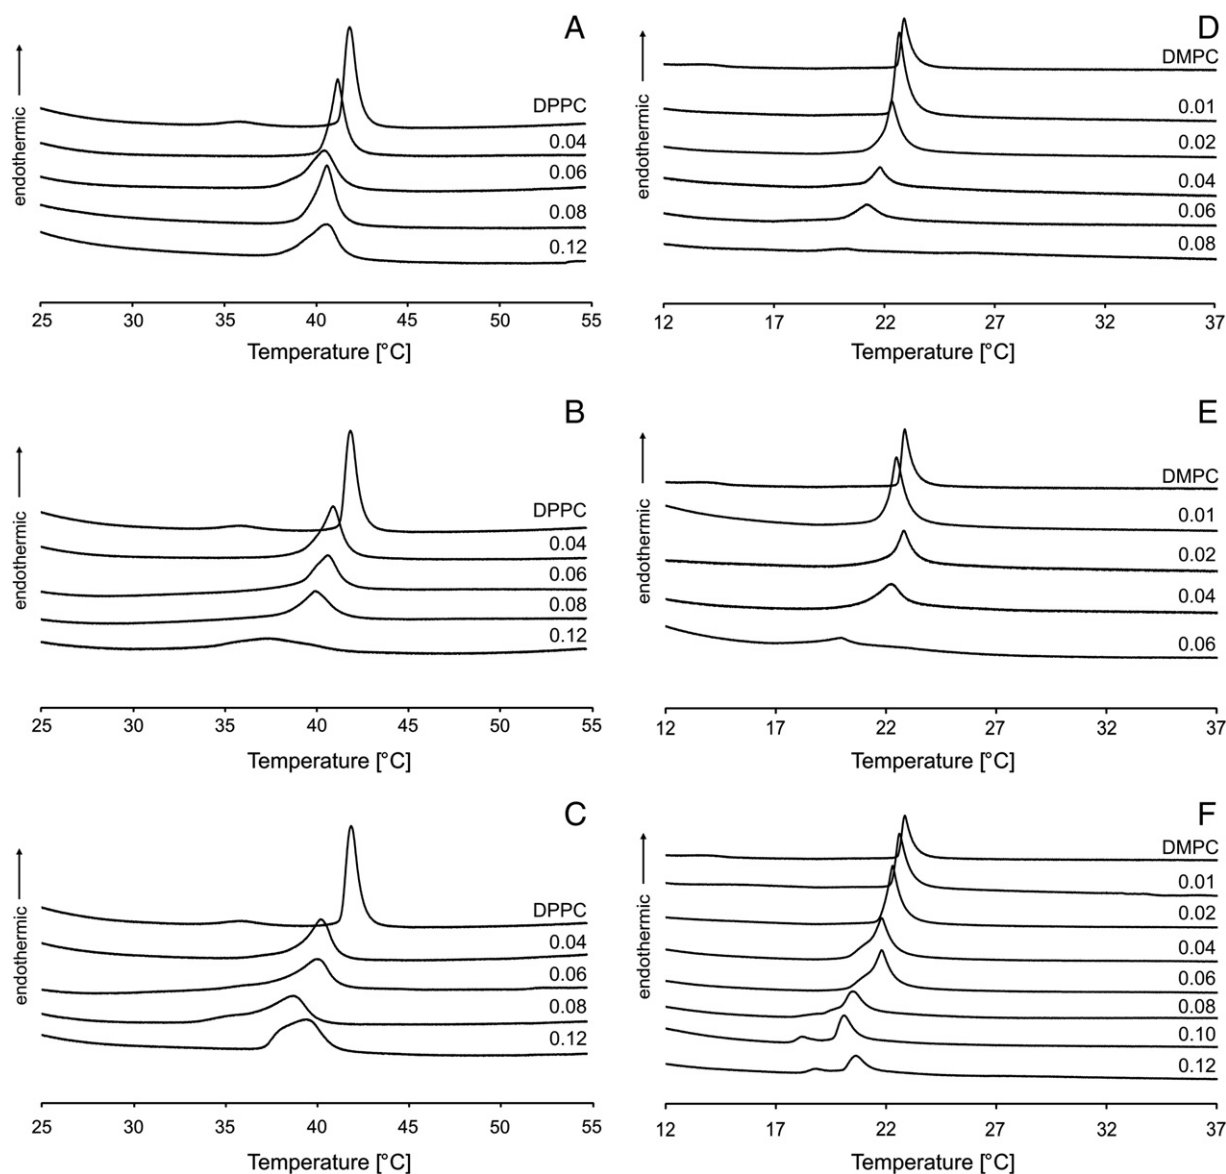 A
endothermic
DPPC
0.04
0.06
0.08
0.12
25 30 35 40 45 50 55
Temperature [°C]
D
endothermic
DMPC
0.01
0.02
0.04
0.06
0.08
12 17 22 27 32 37
Temperature [°C]
B
endothermic
DPPC
0.04
0.06
0.08
0.12
25 30 35 40 45 50 55
Temperature [°C]
E
endothermic
DMPC
0.01
0.02
0.04
0.06
12 17 22 27 32 37
Temperature [°C]
C
endothermic
DPPC
0.04
0.06
0.08
0.12
25 30 35 40 45 50 55
Temperature [°C]
F
endothermic
DMPC
0.01
0.02
0.04
0.06
0.08
0.10
0.12
12 17 22 27 32 37
Temperature [°C]